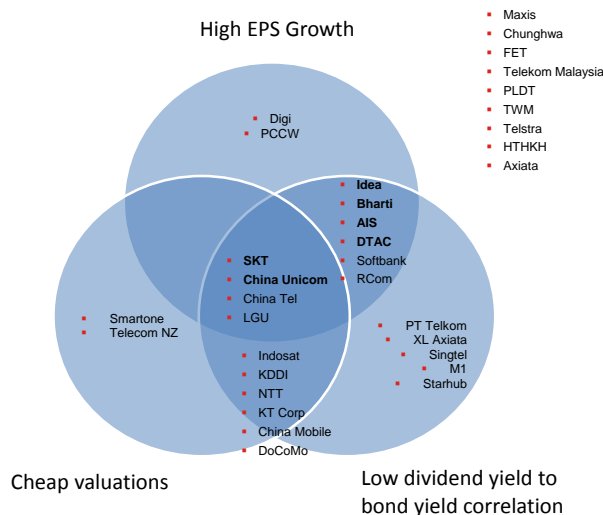 High EPS Growth
Maxis
Chunghwa
FET
Telekom Malaysia
PLDT
TWM
Telstra
HTHKH
Axiata
Digi
PCCW
Idea
Bharti
AIS
DTAC
Softbank
RCom
SKT
China Unicom
China Tel
LGU
Smartone
Telecom NZ
PT Telkom
XL Axiata
Singtel
M1
Starhub
Indosat
KDDI
NTT
KT Corp
China Mobile
DoCoMo
Cheap valuations
Low dividend yield to
bond yield correlation